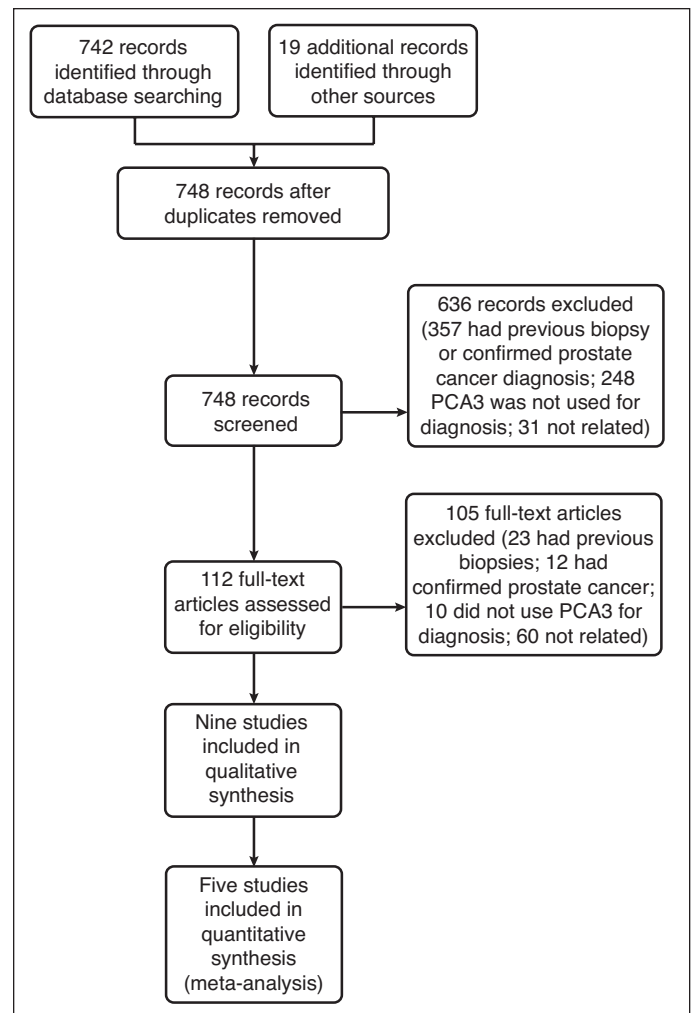 742 records
identified through
database searching
19 additional records
identified through
other sources
748 records after
duplicates removed
636 records excluded
(357 had previous biopsy
or confirmed prostate
cancer diagnosis; 248
PCA3 was not used for
diagnosis; 31 not related)
748 records
screened
105 full-text articles
excluded (23 had previous
biopsies; 12 had
confirmed prostate cancer;
10 did not use PCA3 for
diagnosis; 60 not related)
112 full-text
articles assessed
for eligibility
Nine studies
included in
qualitative
synthesis
Five studies
included in
quantitative
synthesis
(meta-analysis)